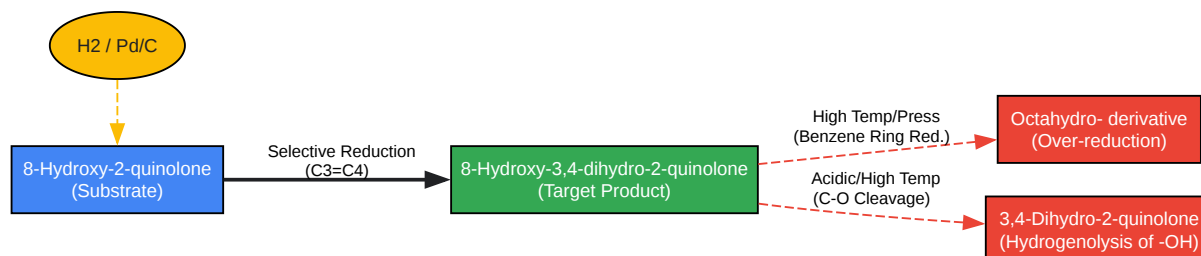 H2 / Pd/C
8-Hydroxy-2-quinolone
(Substrate)
Selective Reduction
(C3=C4)
8-Hydroxy-3,4-dihydro-2-quinolone
(Target Product)
High Temp/Press
(Benzene Ring Red.)
Octahydro- derivative
(Over-reduction)
Acidic/High Temp
(C-O Cleavage)
3,4-Dihydro-2-quinolone
(Hydrogenolysis of -OH)